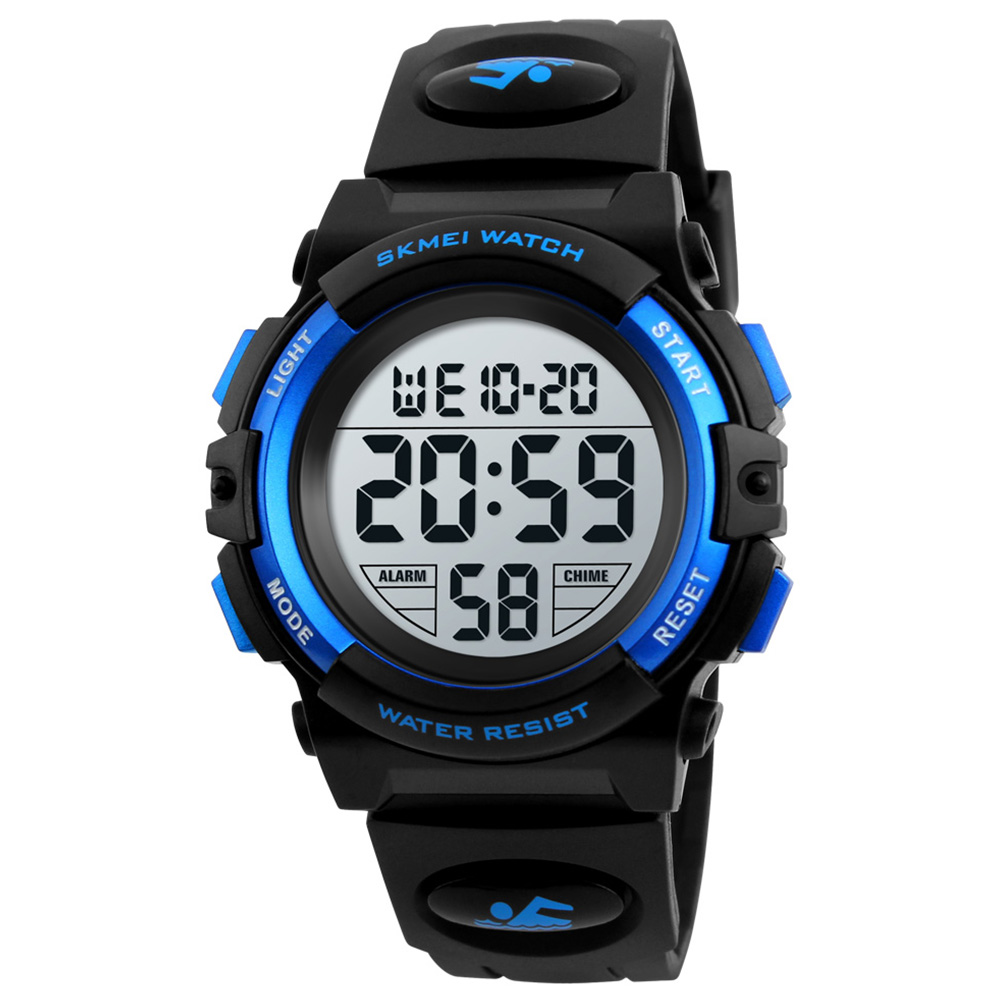 SKMEI WATCH
LIGHT
START
WE 10-20
20:59
ALARM
58
CHIME
MODE
RESET
WATER RESIST